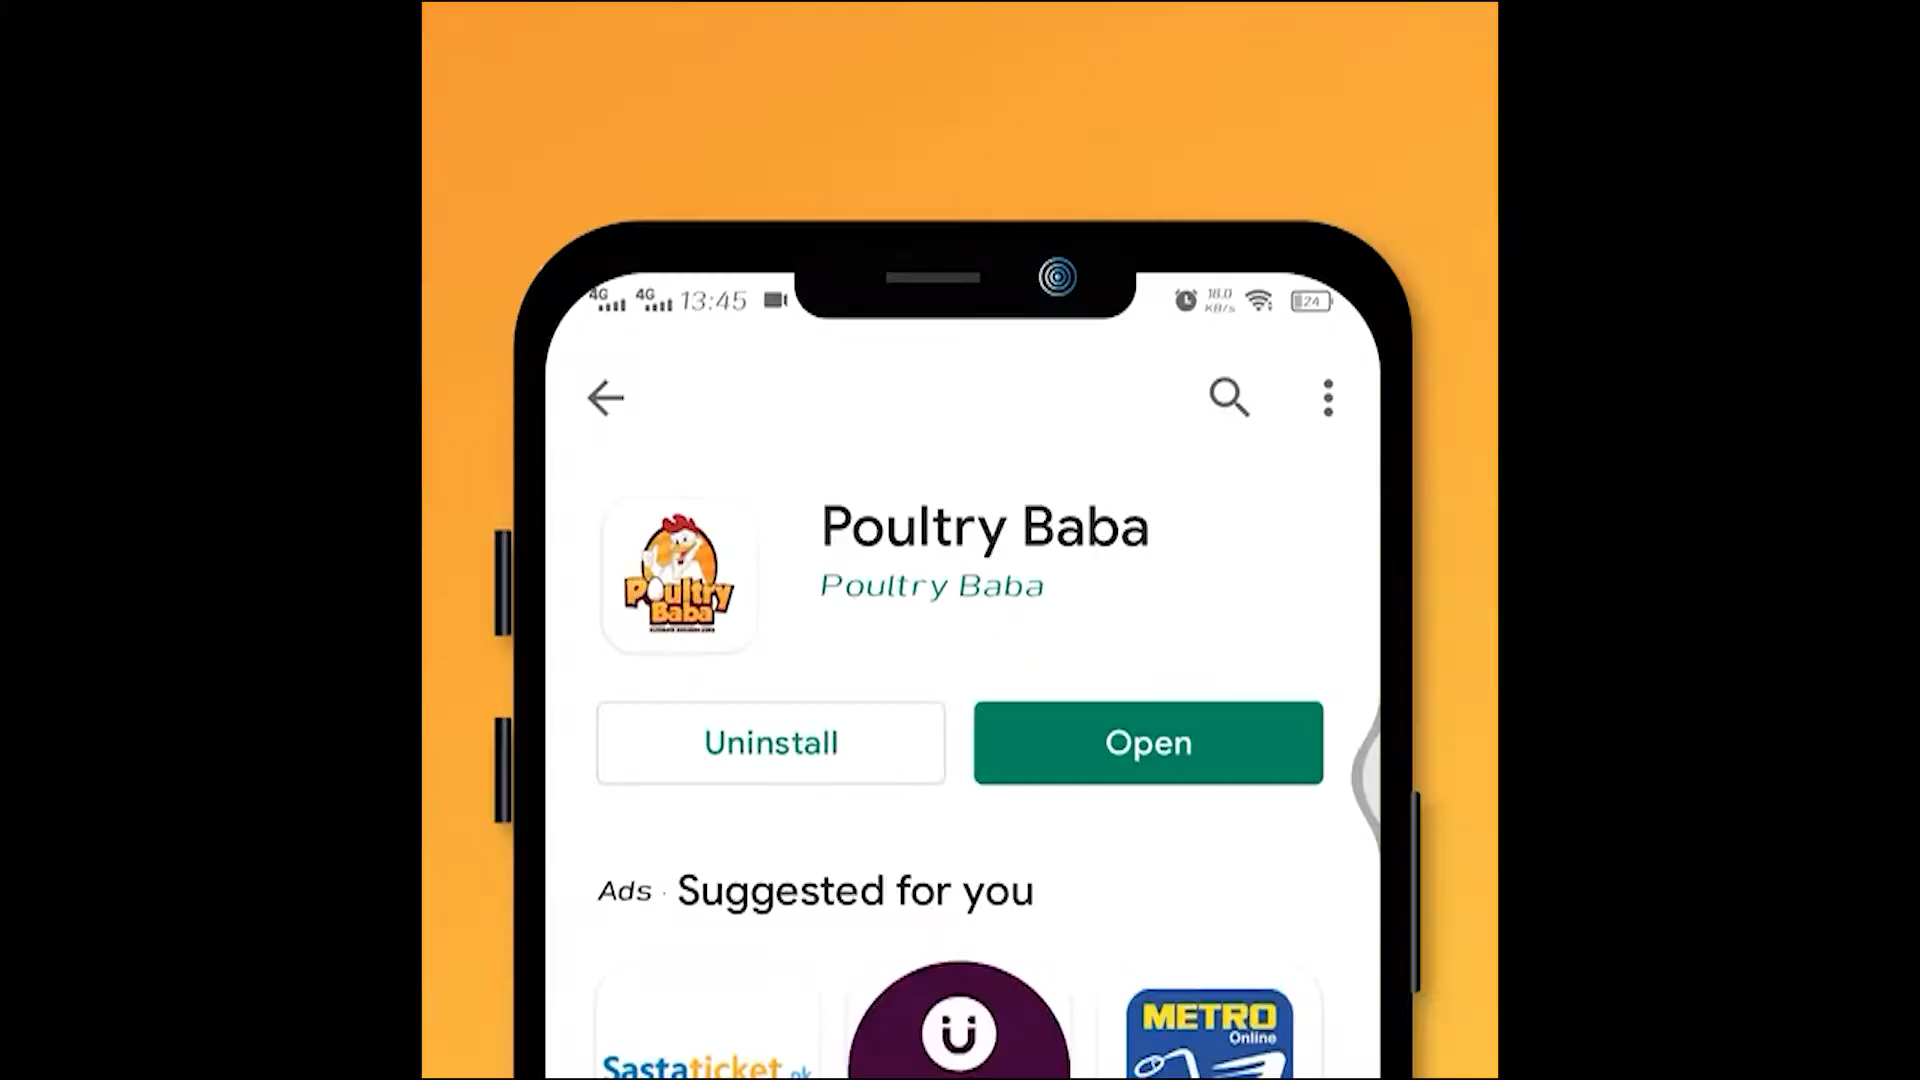 4G 4G 13:45 18.0 KB/s 24
Poultry Baba
Poultry Baba
Poultry
Baba
Uninstall Open
Ads · Suggested for you
METRO
Online
Sastaticket.pk